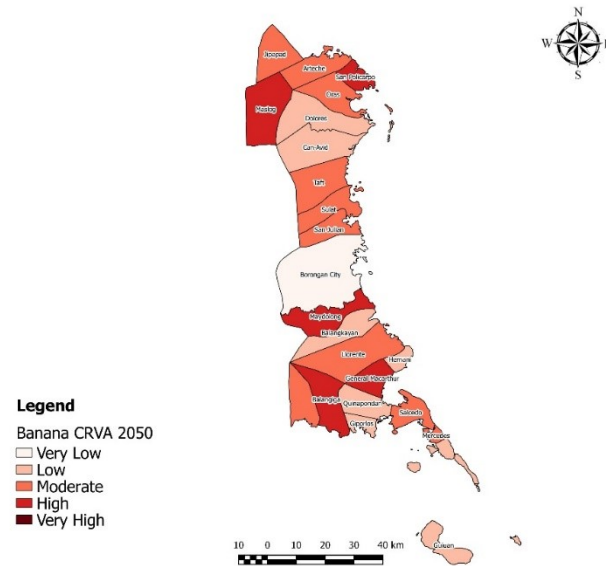 N
W
E
S
Jipapad
Arteche
San Policarpo
Oras
Maslog
Dolores
Can-Avid
Taft
Sulat
San Julian
Borongan City
Maydolong
Balangkayan
Llorente
Hernani
General Macarthur
Balangiga
Quinapondan
Salcedo
Giporlos
Mercedes
Guiuan
Legend
Banana CRVA 2050
Very Low
Low
Moderate
High
Very High
10 0 10 20 30 40 km